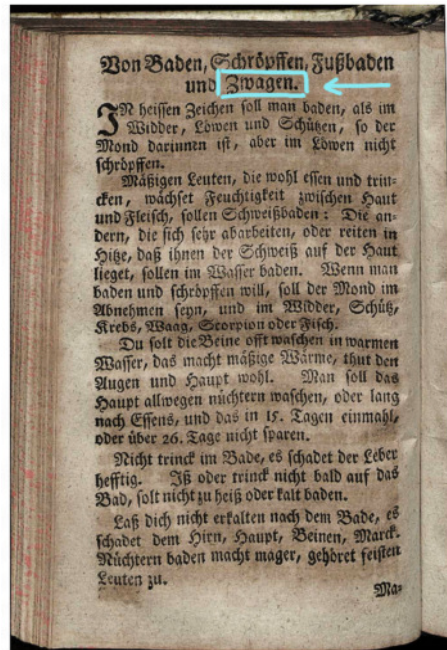 Von Baden, Schröpffen, Fußbaden
und Zwagen.
IN heissen Zeichen soll man baden, als im
Widder, Löwen und Schützen, so der
Mond darinnen ist, aber im Löwen nicht
schröpffen.
Mäßigen Leuten, die wohl essen und trin-
cken, wächset Feuchtigkeit zwischen Haut
und Fleisch, sollen Schweißbaden: Die an-
dern, die sich sehr abarbeiten, oder reiten in
Hitze, daß ihnen der Schweiß auf der Haut
lieget, sollen im Wasser baden. Wenn man
baden und schröpffen will, soll der Mond im
Abnehmen seyn, und im Widder, Schütz,
Krebs, Waag, Scorpion oder Fisch.
Du solt die Beine offt waschen in warmen
Wasser, das macht mäßige Wärme, thut den
Augen und Haupt wohl. Man soll das
Haupt allwegen nüchtern waschen, oder lang
nach Essens, und das in 15. Tagen einmahl,
oder über 26. Tage nicht sparen.
Nicht trinck im Bade, es schadet der Leber
hefftig. Iß oder trinck nicht bald auf das
Bad, solt nicht zu heiß oder kalt baden.
Laß dich nicht erkalten nach dem Bade, es
schadet dem Hirn, Haupt, Beinen, Marck.
Nüchtern baden macht mager, gehöret feisten
Leuten zu.
Ma-